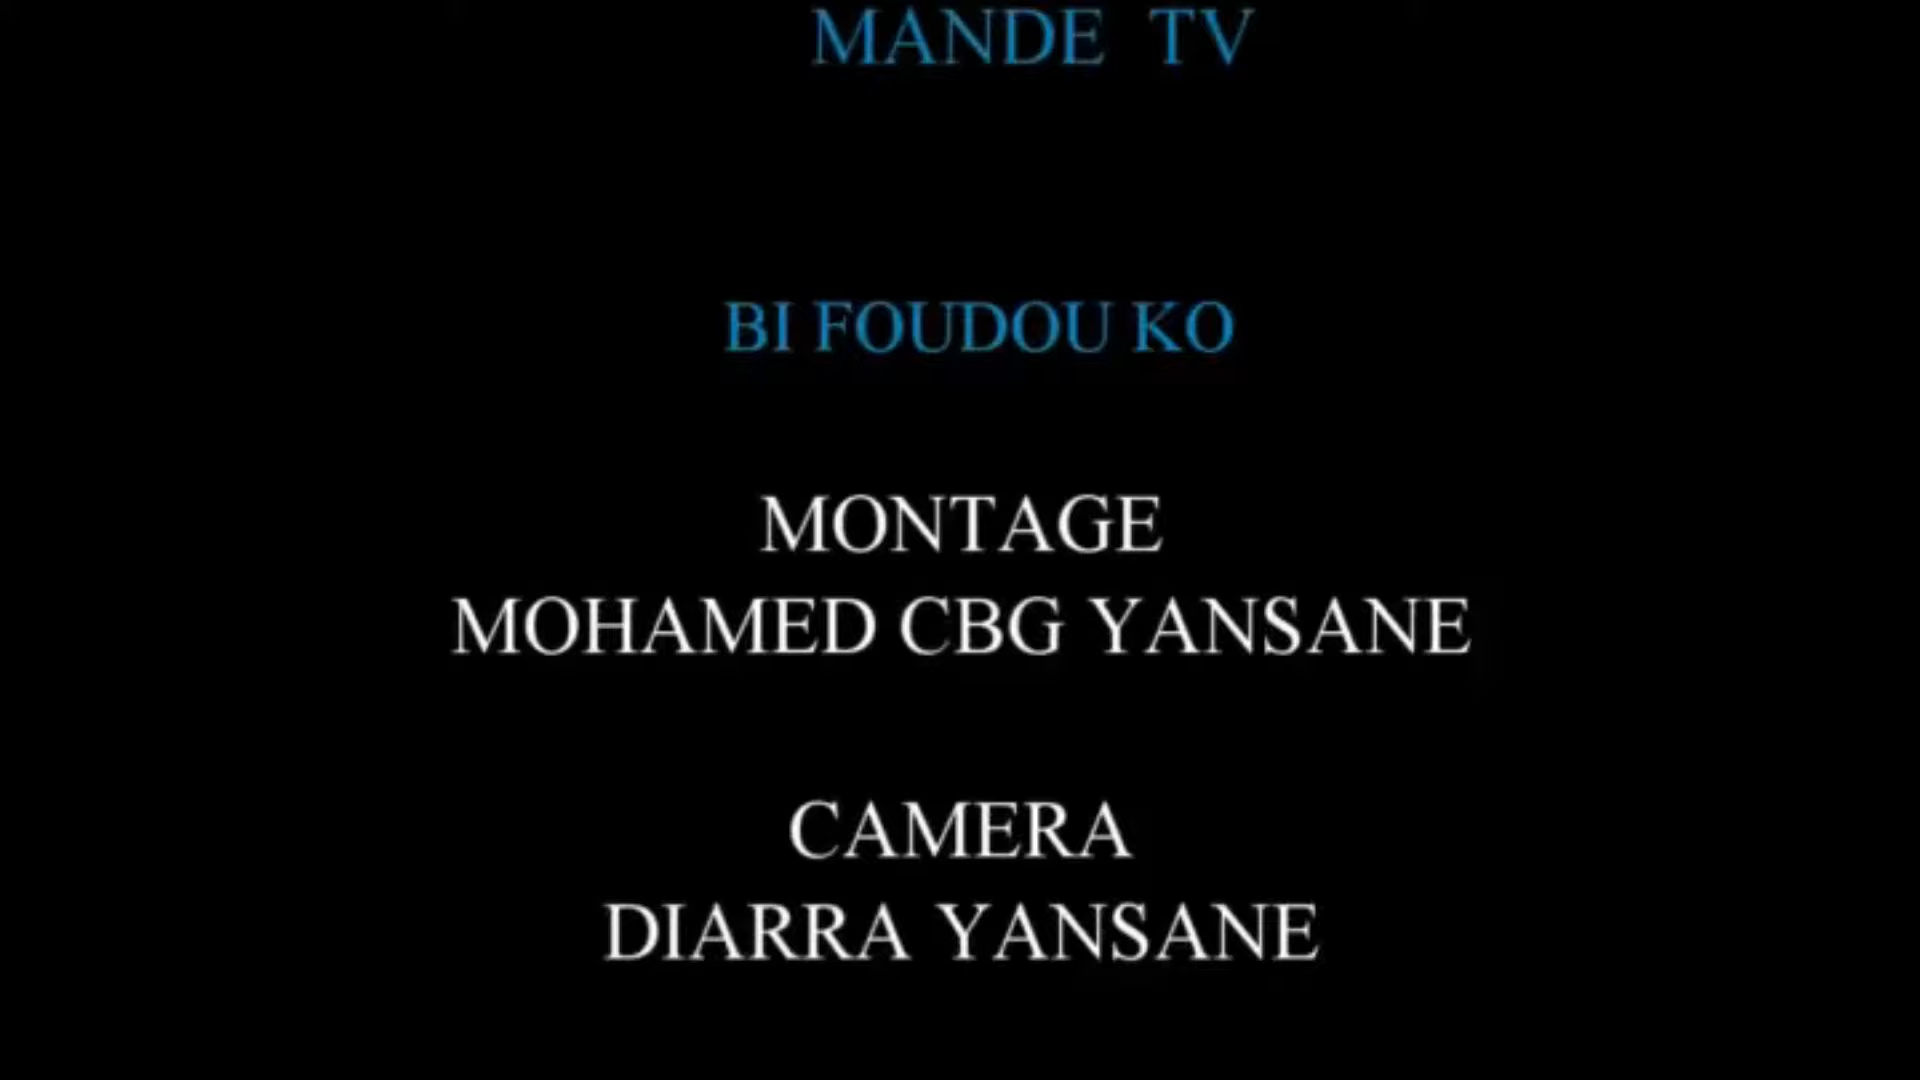 MANDE TV
BI FOUDOU KO
MONTAGE
MOHAMED CBG YANSANE
CAMERA
DIARRA YANSANE